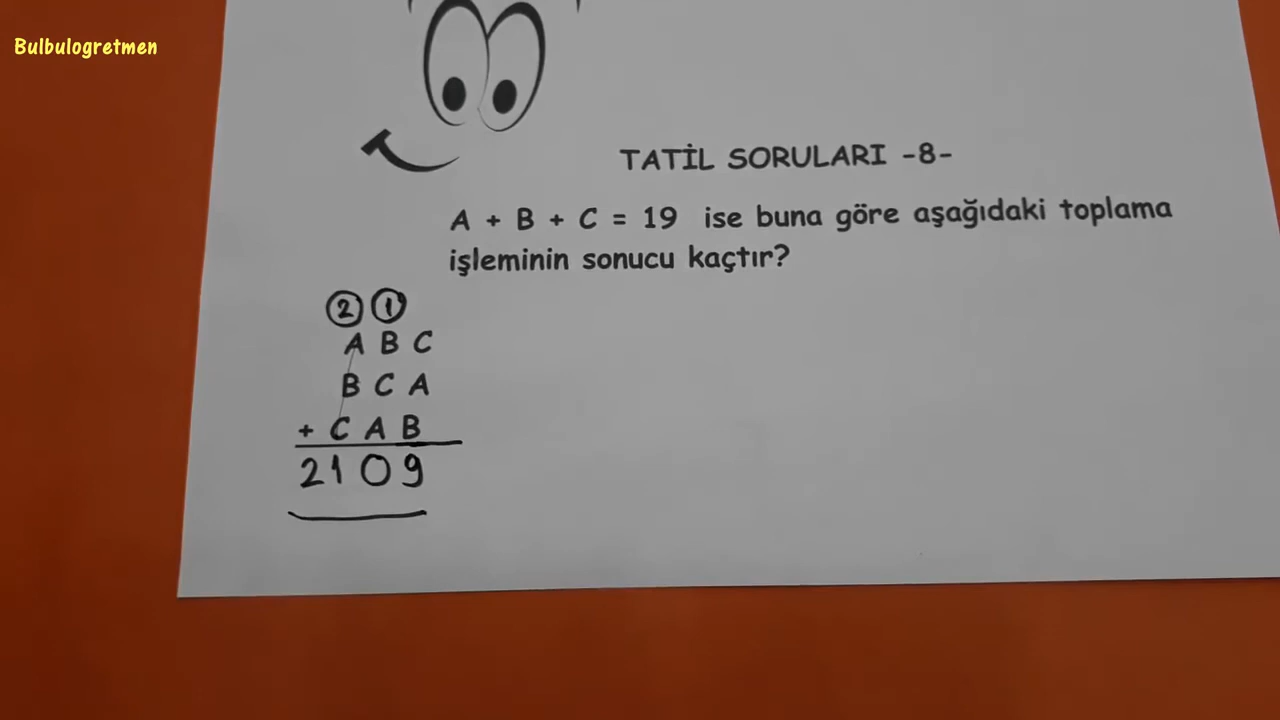 Bulbulogretmen
TATİL SORULARI -8-
A + B + C = 19 ise buna göre aşağıdaki toplama
işleminin sonucu kaçtır?
2 1
A B C
B C A
+ C A B
2109